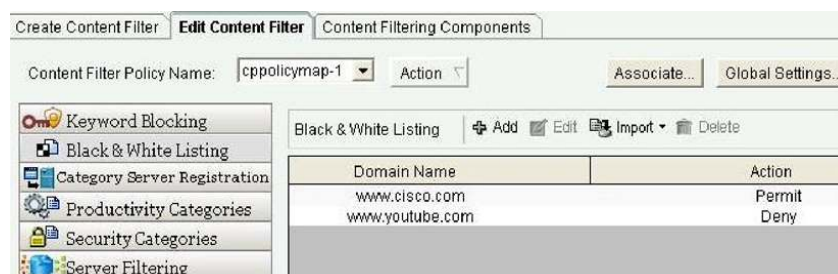 Create Content Filter Edit Content Filter Content Filtering Components
Content Filter Policy Name: cppolicymap-1 Action Associate... Global Settings..
Keyword Blocking
Black & White Listing
Category Server Registration
Productivity Categories
Security Categories
Server Filtering
Black & White Listing Add Edit Import Delete
Domain Name Action
www.cisco.com Permit
www.youtube.com Deny